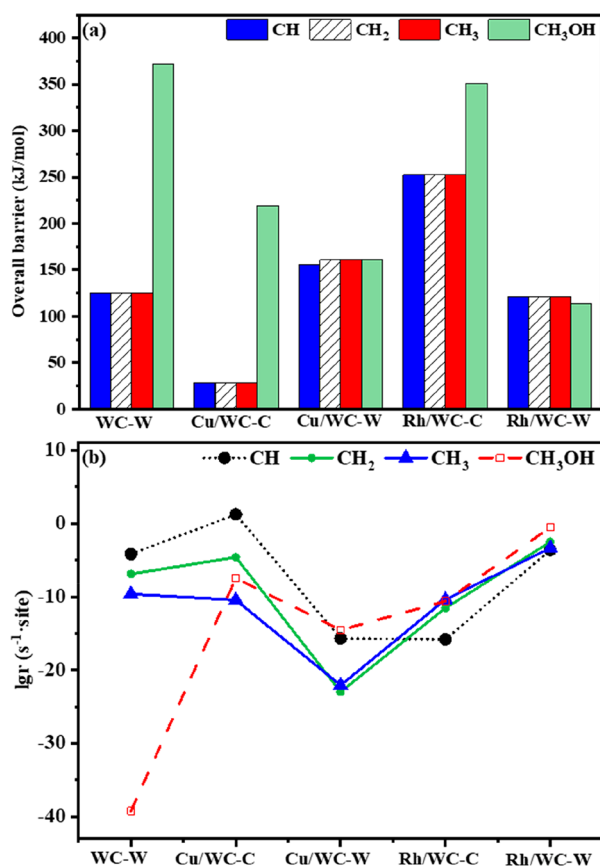 (a)
CH CH₂ CH₃ CH₃OH
Overall barrier (kJ/mol)
400
350
300
250
200
150
100
50
0
WC-W Cu/WC-C Cu/WC-W Rh/WC-C Rh/WC-W
(b)
CH CH₂ CH₃ CH₃OH
lgr (s⁻¹·site)
10
0
-10
-20
-30
-40
WC-W Cu/WC-C Cu/WC-W Rh/WC-C Rh/WC-W